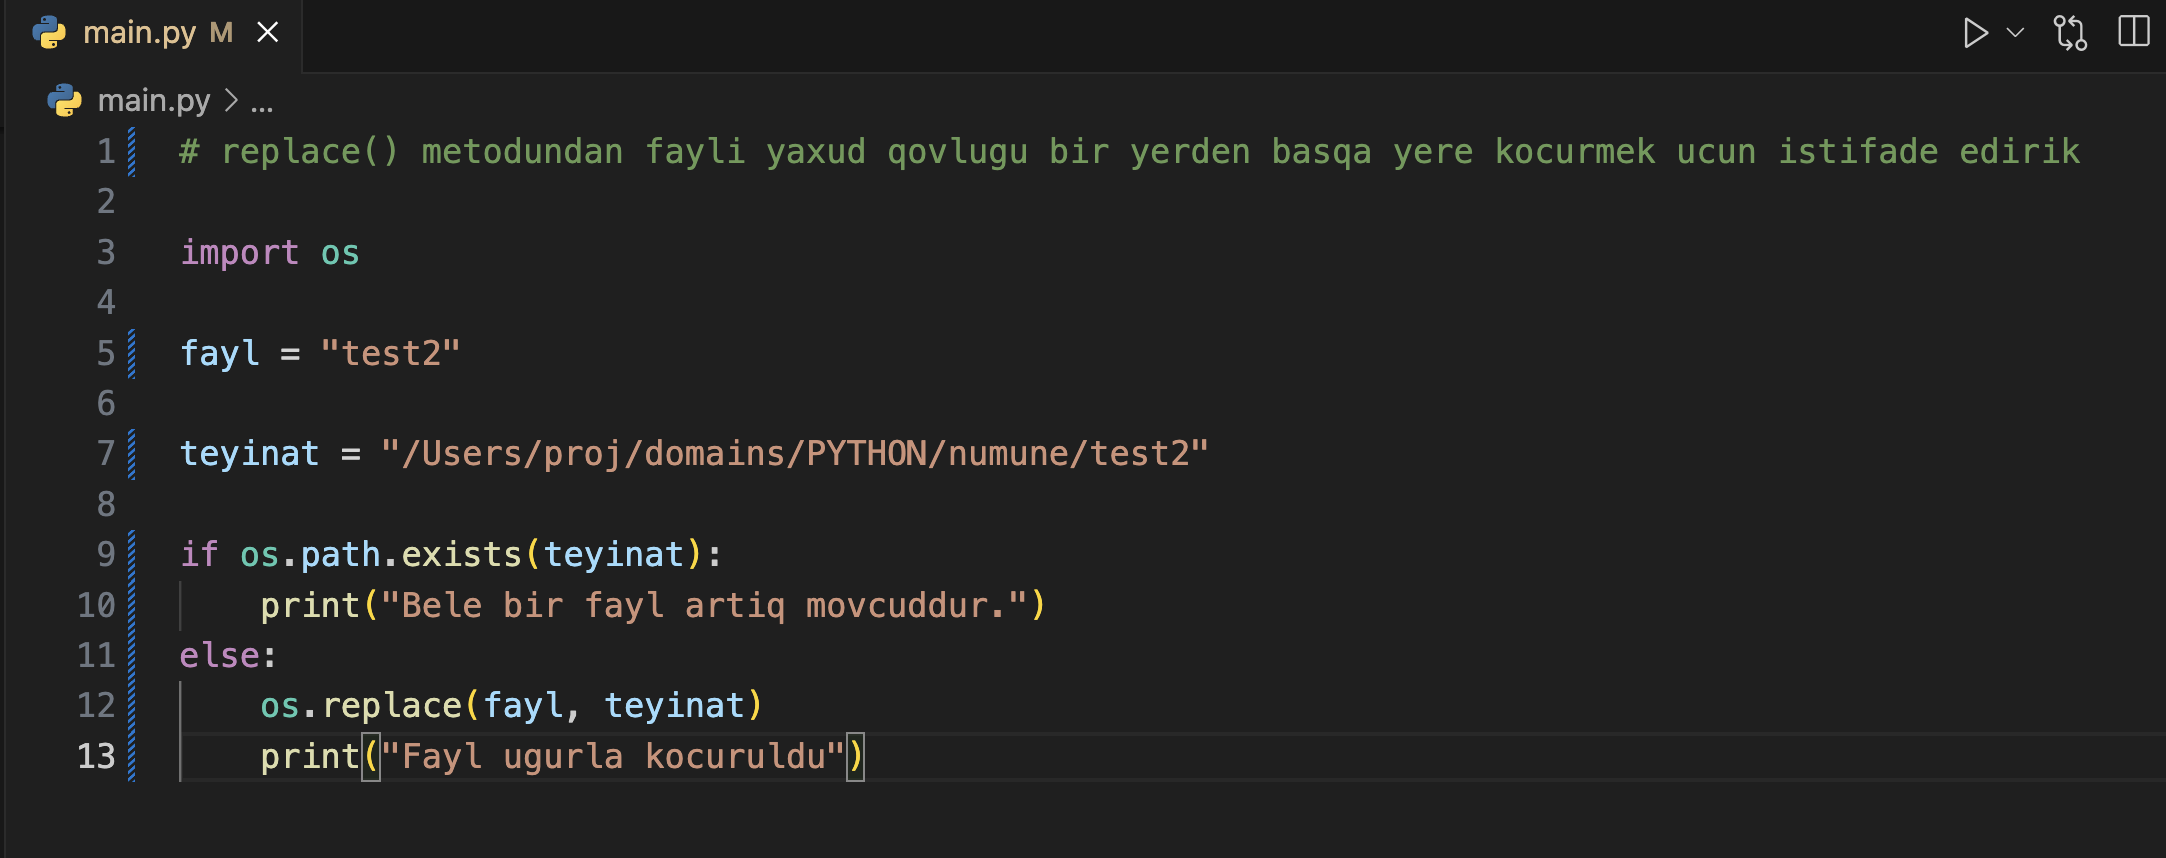 main.py M
main.py > ...
1 # replace() metodundan fayli yaxud qovlugu bir yerden basqa yere kocurmek ucun istifade edirik
2
3 import os
4
5 fayl = "test2"
6
7 teyinat = "/Users/proj/domains/PYTHON/numune/test2"
8
9 if os.path.exists(teyinat):
10     print("Bele bir fayl artiq movcuddur.")
11 else:
12     os.replace(fayl, teyinat)
13     print("Fayl ugurla kocuruldu")